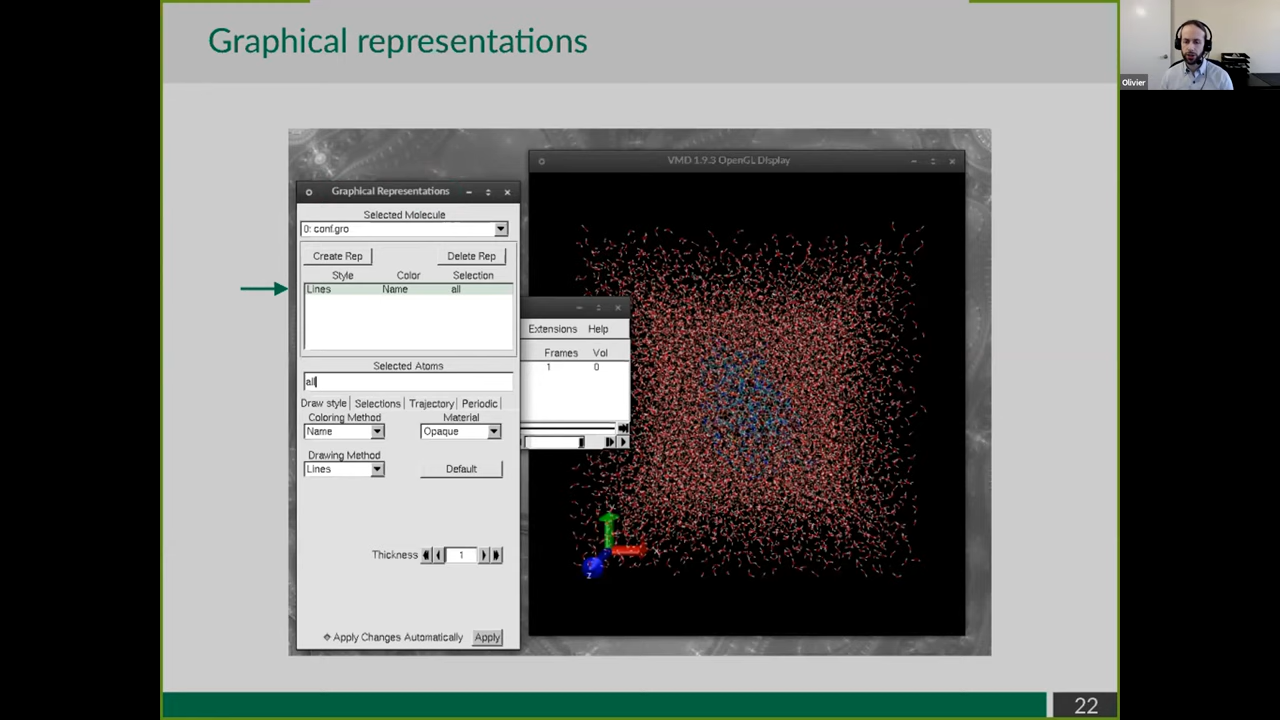 Graphical representations
Olivier
VMD 1.9.3 OpenGL Display
Graphical Representations
Selected Molecule
0: conf.gro
Create Rep
Delete Rep
Style Color Selection
Lines Name all
Extensions Help
Frames Vol
1 0
Selected Atoms
all
Draw style Selections Trajectory Periodic
Coloring Method Material
Name Opaque
Drawing Method
Lines Default
Thickness 1
Apply Changes Automatically Apply
z
22